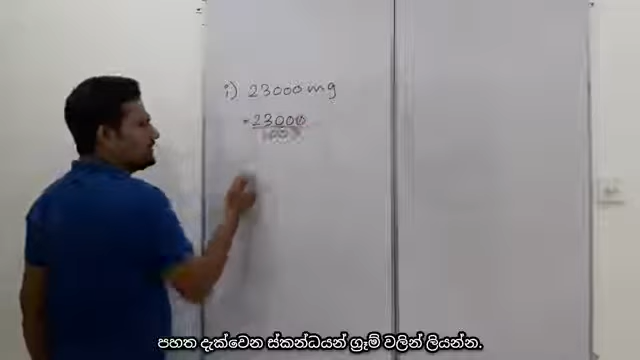 i) 23000 mg
= 23000
පහත දැක්වෙන ස්කන්ධයන් ග්‍රෑම් වලින් ලියන්න.